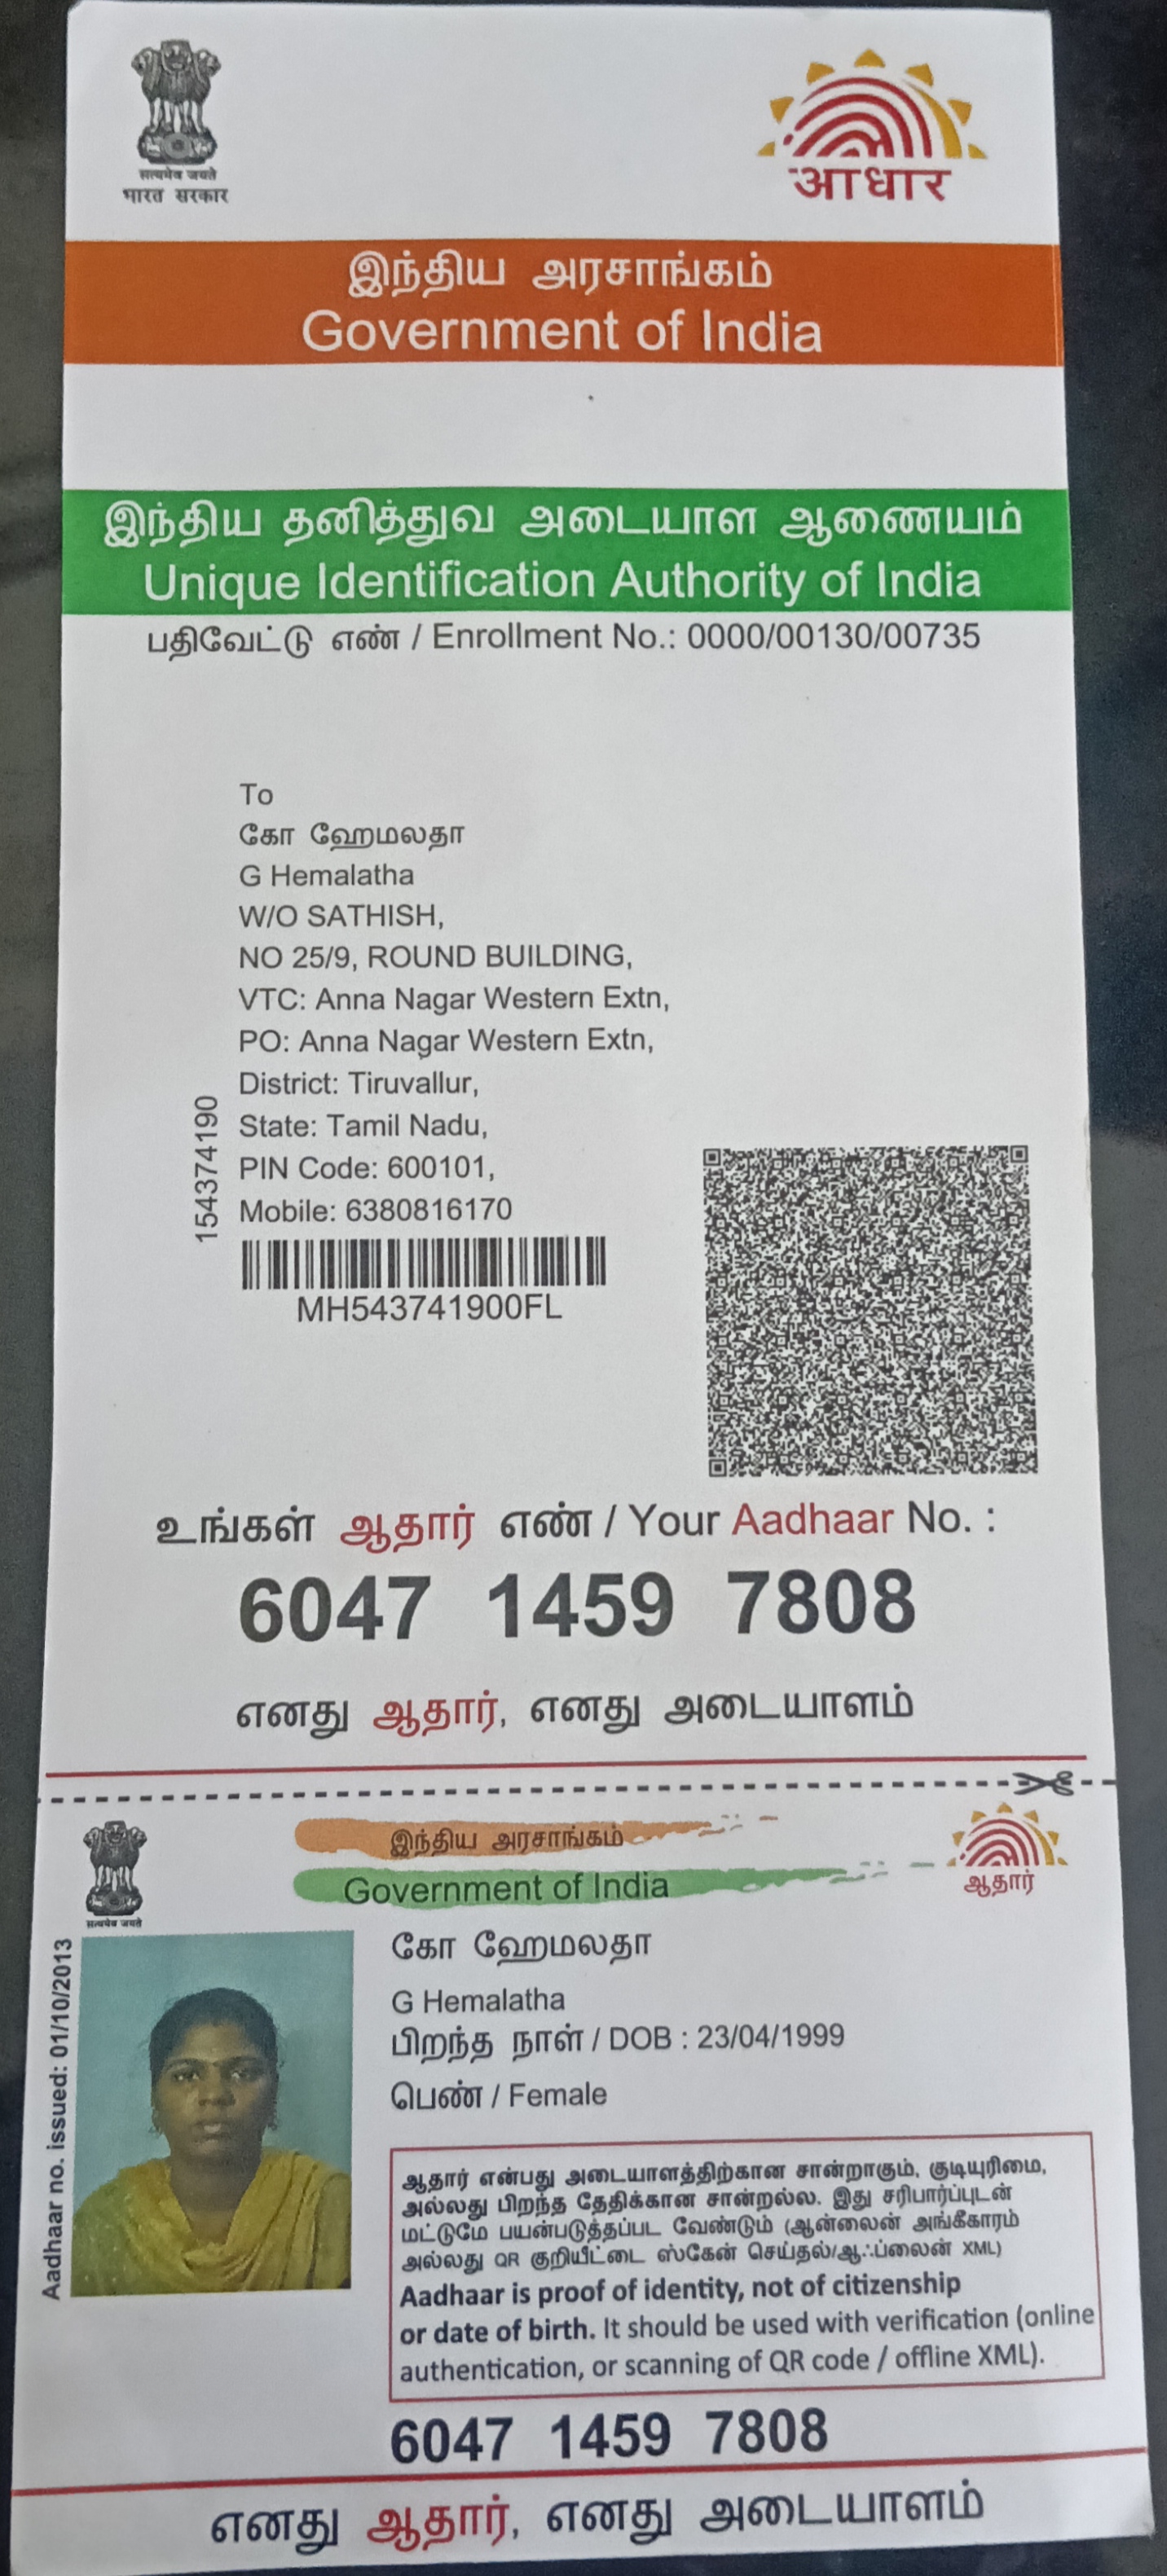 सत्यमेव जयते
भारत सरकार
आधार
இந்திய அரசாங்கம்
Government of India
இந்திய தனித்துவ அடையாள ஆணையம்
Unique Identification Authority of India
பதிவேட்டு எண் / Enrollment No.: 0000/00130/00735
To
கோ ஹேமலதா
G Hemalatha
W/O SATHISH,
NO 25/9, ROUND BUILDING,
VTC: Anna Nagar Western Extn,
PO: Anna Nagar Western Extn,
District: Tiruvallur,
State: Tamil Nadu,
PIN Code: 600101,
Mobile: 6380816170
154374190
MH543741900FL
உங்கள் ஆதார் எண் / Your Aadhaar No. :
6047 1459 7808
எனது ஆதார், எனது அடையாளம்
இந்திய அரசாங்கம்
Government of India
ஆதார்
सत्यमेव जयते
Aadhaar no. issued: 01/10/2013
கோ ஹேமலதா
G Hemalatha
பிறந்த நாள் / DOB : 23/04/1999
பெண் / Female
ஆதார் என்பது அடையாளத்திற்கான சான்றாகும், குடியுரிமை,
அல்லது பிறந்த தேதிக்கான சான்றல்ல. இது சரிபார்ப்புடன்
மட்டுமே பயன்படுத்தப்பட வேண்டும் (ஆன்லைன் அங்கீகாரம்
அல்லது QR குறியீட்டை ஸ்கேன் செய்தல்/ஆஃப்லைன் XML)
Aadhaar is proof of identity, not of citizenship
or date of birth. It should be used with verification (online
authentication, or scanning of QR code / offline XML).
6047 1459 7808
எனது ஆதார், எனது அடையாளம்